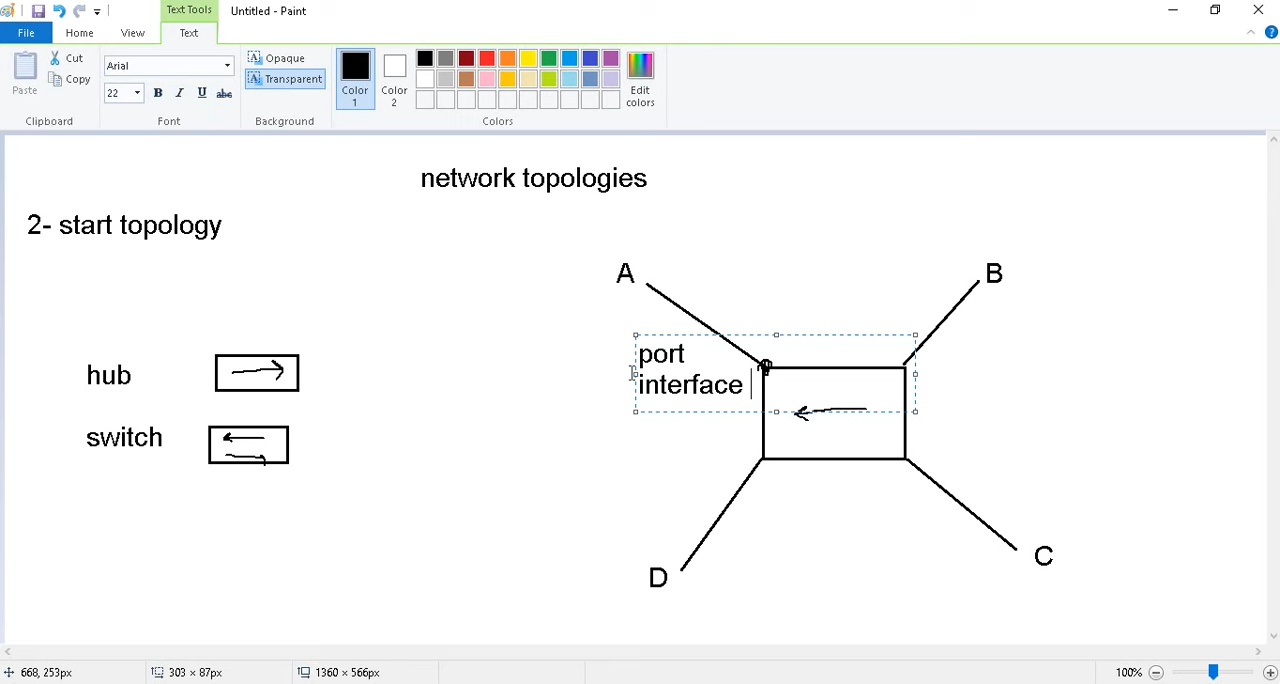 Text Tools
Untitled - Paint
File
Home
View
Text
Paste
Cut
Copy
Clipboard
Arial
22
B I U abc
Font
Opaque
Transparent
Background
Color 1
Color 2
Edit colors
Colors
network topologies
2- start topology
A
B
port
interface
hub
switch
D
C
668, 253px
303 × 87px
1360 × 566px
100%